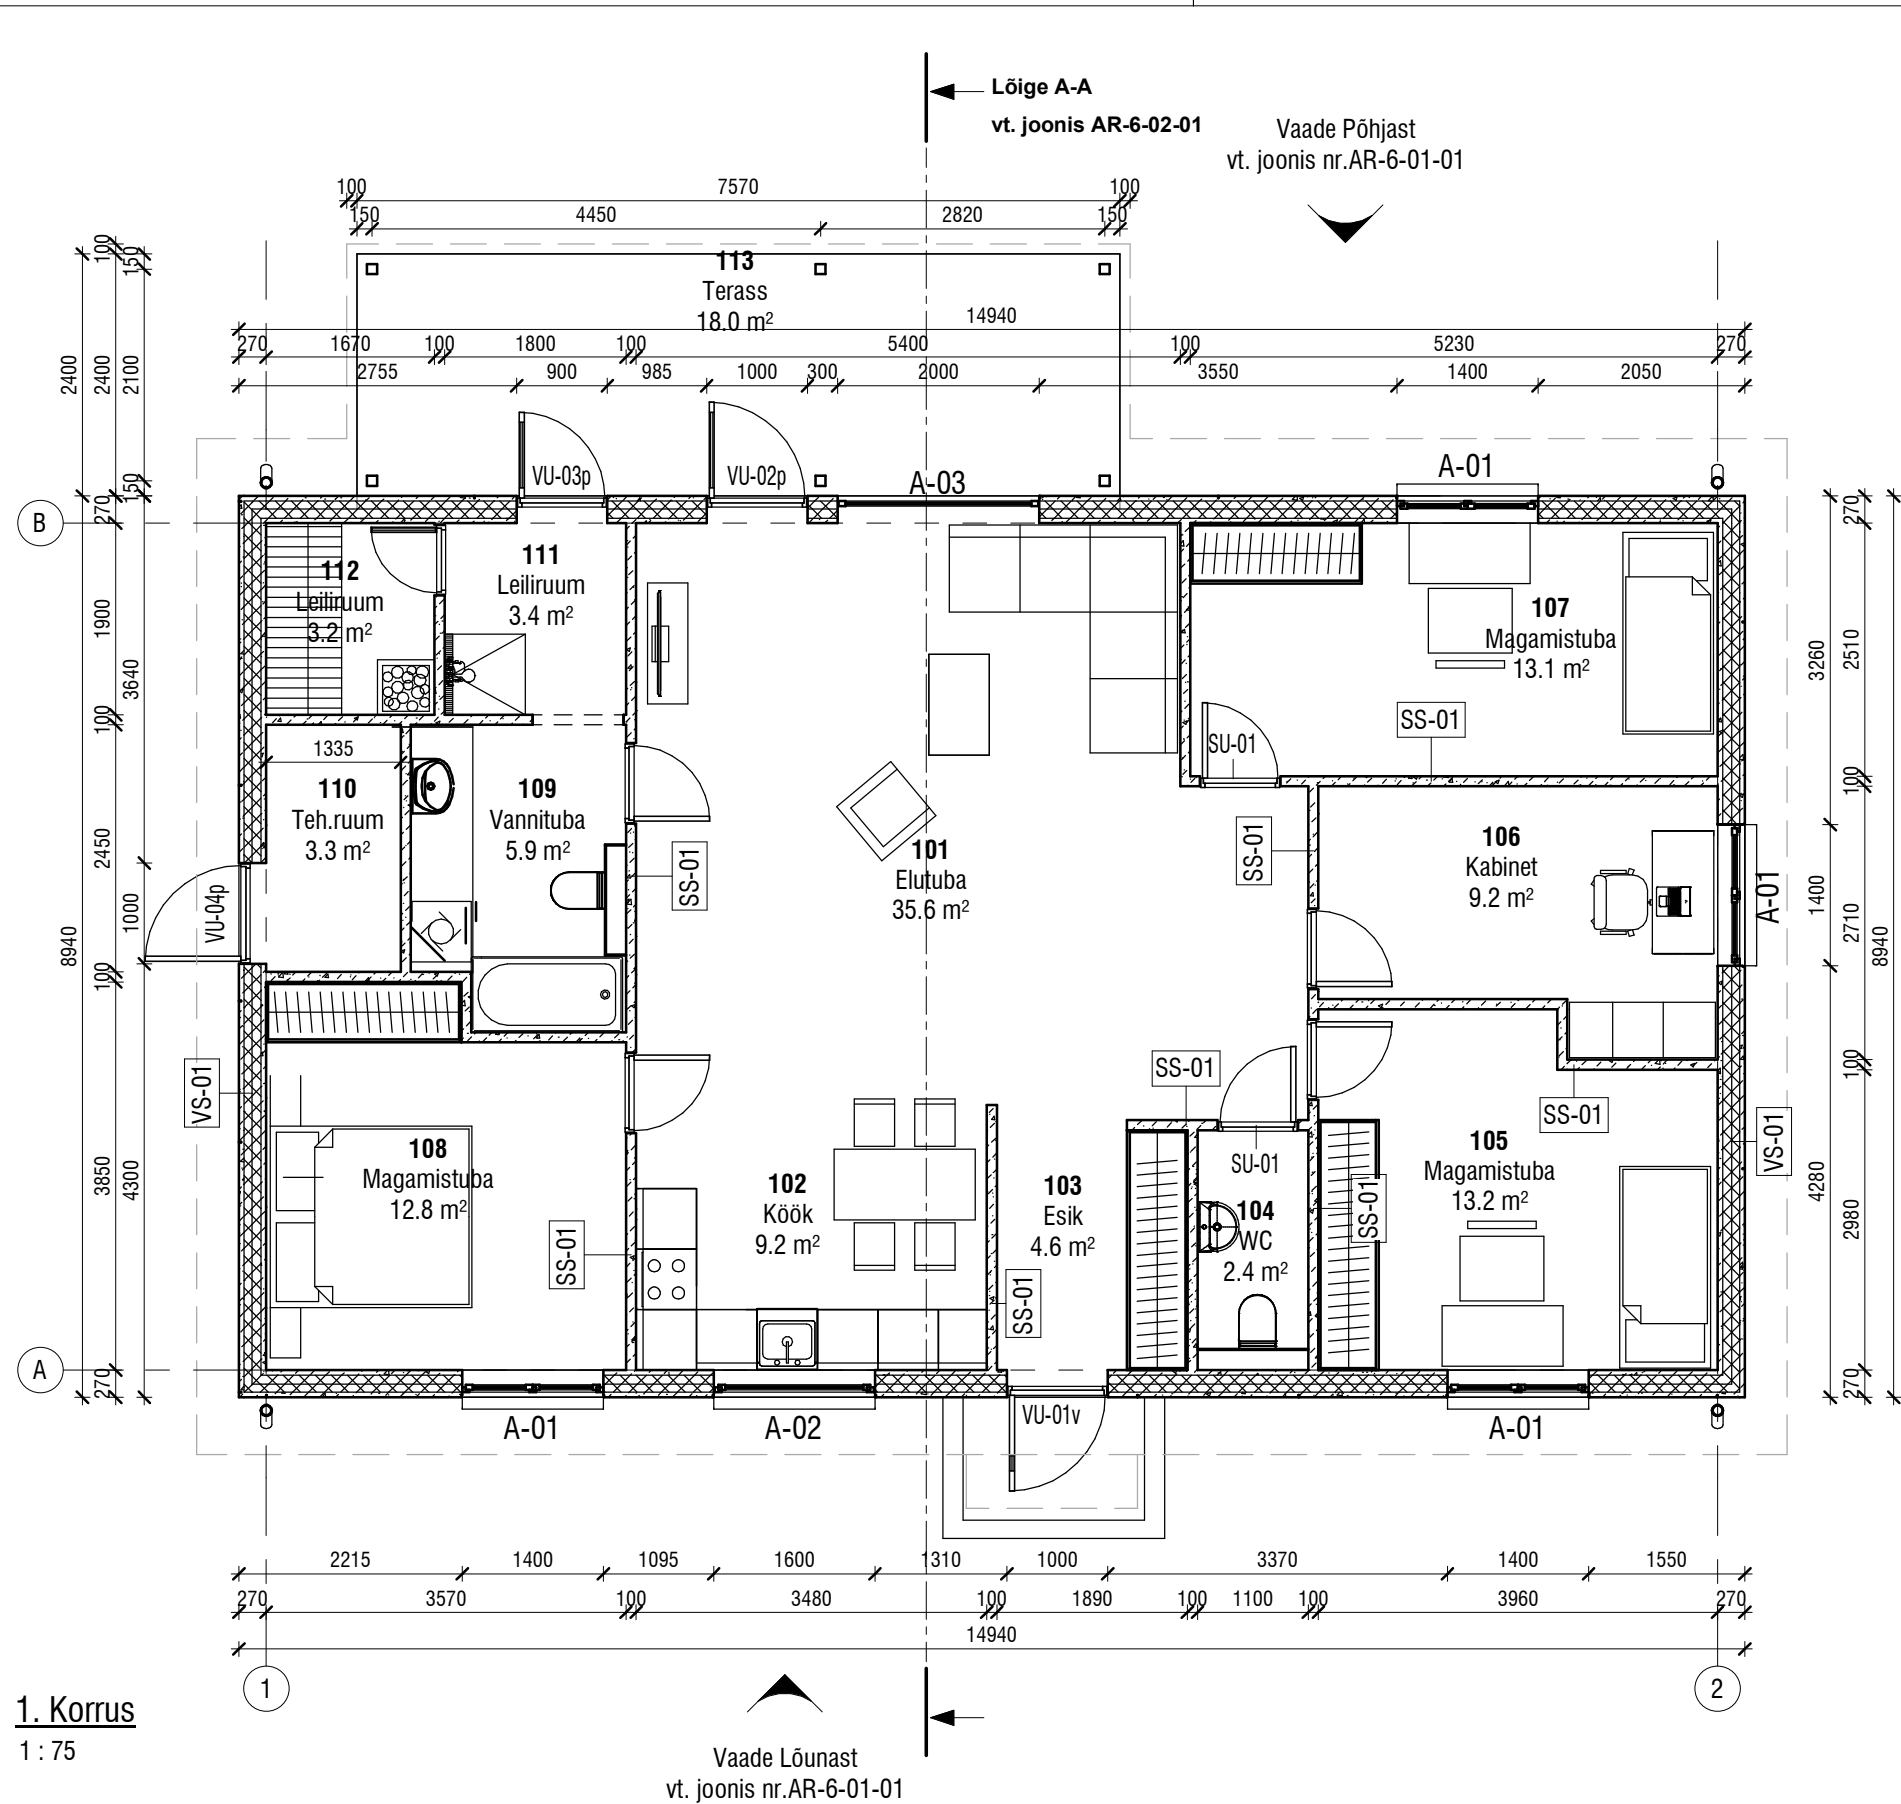 Lõige A-A
vt. joonis AR-6-02-01
Vaade Põhjast
vt. joonis nr.AR-6-01-01
100 7570 100
150 4450 2820 150
113
Terass
18.0 m²
14940
270 1670 100 1800 100 5400 100 5230 270
2755 900 985 1000 300 2000 3550 1400 2050
2400
100 2400 270 1900 100 2450 100 3850 270
150 2100 150 3640 1000 4300
8940
VU-03p
VU-02p
A-03
A-01
B
112
Leiliruum
3.2 m²
111
Leiliruum
3.4 m²
107
Magamistuba
13.1 m²
SS-01
SU-01
1335
110
Teh.ruum
3.3 m²
109
Vannituba
5.9 m²
SS-01
101
Elutuba
35.6 m²
SS-01
106
Kabinet
9.2 m²
A-01
VU-04p
3260 1400 4280
270 2510 100 2710 100 2980 270
8940
VS-01
SS-01
SS-01
VS-01
108
Magamistuba
12.8 m²
SS-01
102
Köök
9.2 m²
103
Esik
4.6 m²
SS-01
SU-01
104
WC
2.4 m²
SS-01
105
Magamistuba
13.2 m²
A
A-01
A-02
VU-01v
A-01
2215 1400 1095 1600 1310 1000 3370 1400 1550
270 3570 100 3480 100 1890 100 1100 100 3960 270
14940
1
2
1. Korrus
1 : 75
Vaade Lõunast
vt. joonis nr.AR-6-01-01